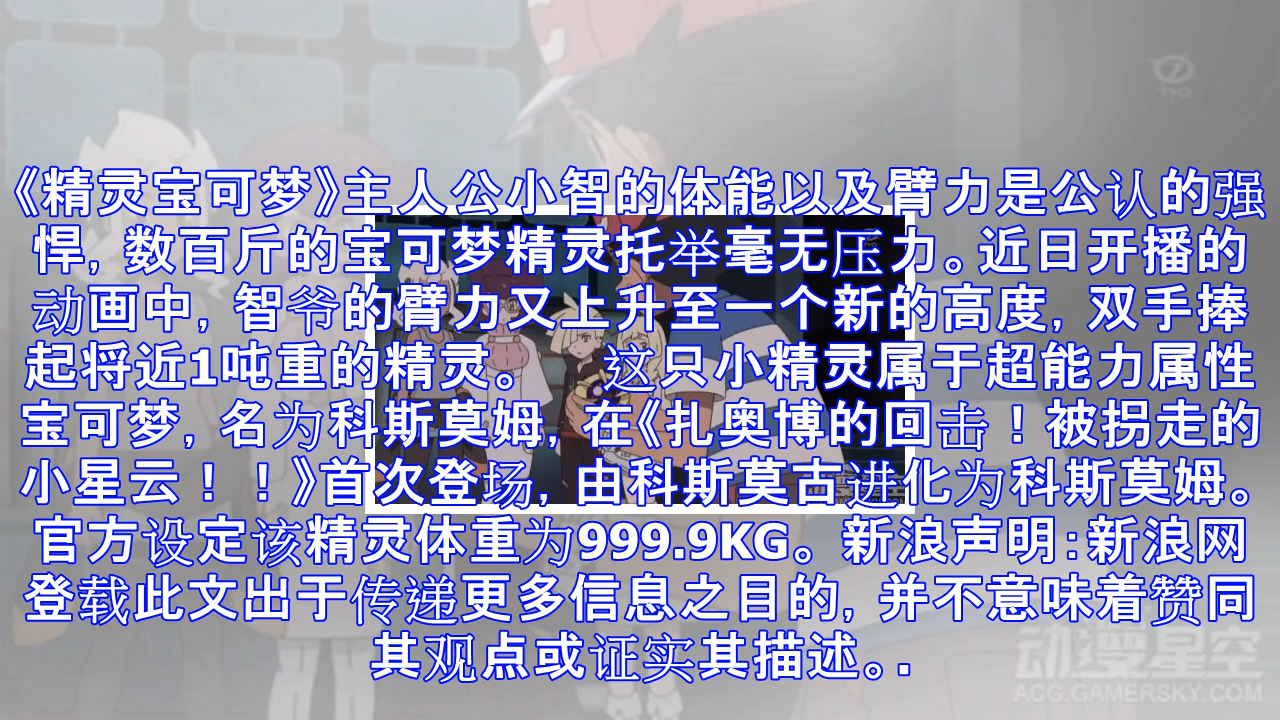 《精灵宝可梦》主人公小智的体能以及臂力是公认的强
悍, 数百斤的宝可梦精灵托举毫无压力。近日开播的
动画中, 智爷的臂力又上升至一个新的高度, 双手捧
起将近1吨重的精灵。 这只小精灵属于超能力属性
宝可梦, 名为科斯莫姆, 在《扎奥博的回击！被拐走的
小星云！！》首次登场, 由科斯莫古进化为科斯莫姆。
官方设定该精灵体重为999.9KG。新浪声明:新浪网
登载此文出于传递更多信息之目的, 并不意味着赞同
其观点或证实其描述。.
动漫星空
ACG.GAMERSKY.COM